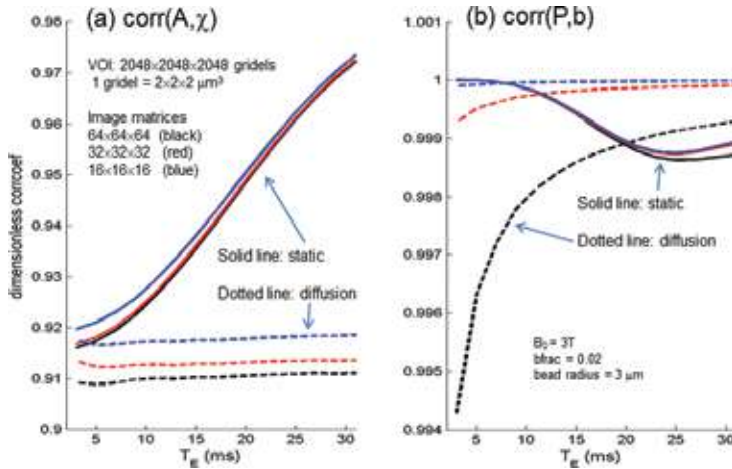 (a) corr(A,χ)
0.98
0.97
0.96
0.95
0.94
0.93
0.92
0.91
0.9
dimensionless corrcoef
VOI: 2048×2048×2048 gridels
1 gridel = 2×2×2 μm³
Image matrices
64×64×64 (black)
32×32×32 (red)
16×16×16 (blue)
Solid line: static
Dotted line: diffusion
5 10 15 20 25 30
T_E (ms)
(b) corr(P,b)
1.001
1
0.999
0.998
0.997
0.996
0.995
0.994
Solid line: static
Dotted line: diffusion
B₀ = 3T
bfrac = 0.02
bead radius = 3 μm
5 10 15 20 25 30
T_E (ms)